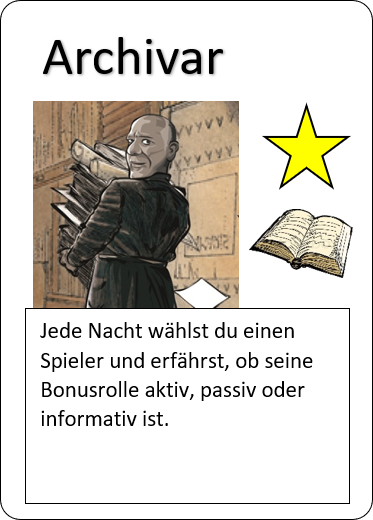 Archivar
Jede Nacht wählst du einen
Spieler und erfährst, ob seine
Bonusrolle aktiv, passiv oder
informativ ist.